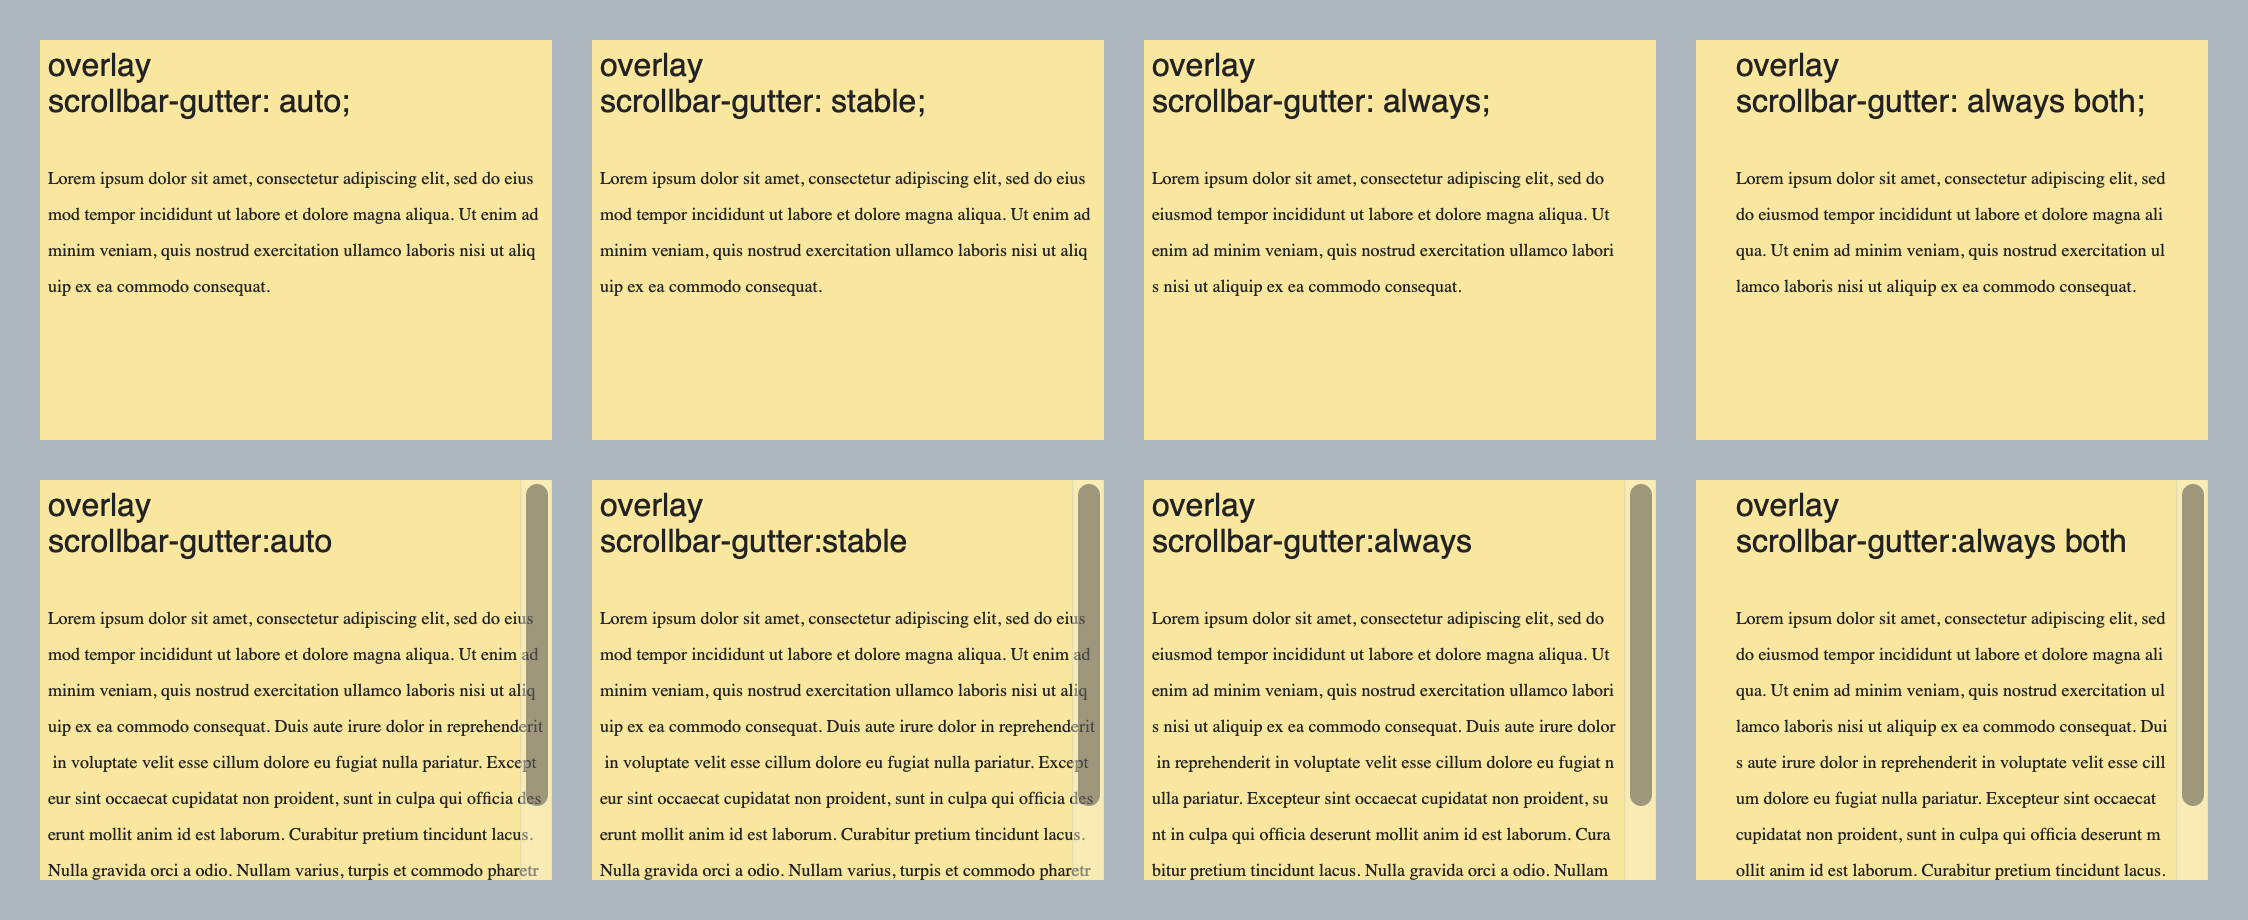 overlay
scrollbar-gutter: auto;
Lorem ipsum dolor sit amet, consectetur adipiscing elit, sed do eius
mod tempor incididunt ut labore et dolore magna aliqua. Ut enim ad
minim veniam, quis nostrud exercitation ullamco laboris nisi ut aliq
uip ex ea commodo consequat.
overlay
scrollbar-gutter: stable;
Lorem ipsum dolor sit amet, consectetur adipiscing elit, sed do eius
mod tempor incididunt ut labore et dolore magna aliqua. Ut enim ad
minim veniam, quis nostrud exercitation ullamco laboris nisi ut aliq
uip ex ea commodo consequat.
overlay
scrollbar-gutter: always;
Lorem ipsum dolor sit amet, consectetur adipiscing elit, sed do
eiusmod tempor incididunt ut labore et dolore magna aliqua. Ut
enim ad minim veniam, quis nostrud exercitation ullamco labori
s nisi ut aliquip ex ea commodo consequat.
overlay
scrollbar-gutter: always both;
Lorem ipsum dolor sit amet, consectetur adipiscing elit, sed
do eiusmod tempor incididunt ut labore et dolore magna ali
qua. Ut enim ad minim veniam, quis nostrud exercitation ul
lamco laboris nisi ut aliquip ex ea commodo consequat.
overlay
scrollbar-gutter:auto
Lorem ipsum dolor sit amet, consectetur adipiscing elit, sed do eius
mod tempor incididunt ut labore et dolore magna aliqua. Ut enim ad
minim veniam, quis nostrud exercitation ullamco laboris nisi ut aliq
uip ex ea commodo consequat. Duis aute irure dolor in reprehenderit
in voluptate velit esse cillum dolore eu fugiat nulla pariatur. Except
eur sint occaecat cupidatat non proident, sunt in culpa qui officia des
erunt mollit anim id est laborum. Curabitur pretium tincidunt lacus.
Nulla gravida orci a odio. Nullam varius, turpis et commodo pharetr
overlay
scrollbar-gutter:stable
Lorem ipsum dolor sit amet, consectetur adipiscing elit, sed do eius
mod tempor incididunt ut labore et dolore magna aliqua. Ut enim ad
minim veniam, quis nostrud exercitation ullamco laboris nisi ut aliq
uip ex ea commodo consequat. Duis aute irure dolor in reprehenderit
in voluptate velit esse cillum dolore eu fugiat nulla pariatur. Except
eur sint occaecat cupidatat non proident, sunt in culpa qui officia des
erunt mollit anim id est laborum. Curabitur pretium tincidunt lacus.
Nulla gravida orci a odio. Nullam varius, turpis et commodo pharetr
overlay
scrollbar-gutter:always
Lorem ipsum dolor sit amet, consectetur adipiscing elit, sed do
eiusmod tempor incididunt ut labore et dolore magna aliqua. Ut
enim ad minim veniam, quis nostrud exercitation ullamco labori
s nisi ut aliquip ex ea commodo consequat. Duis aute irure dolor
in reprehenderit in voluptate velit esse cillum dolore eu fugiat n
ulla pariatur. Excepteur sint occaecat cupidatat non proident, su
nt in culpa qui officia deserunt mollit anim id est laborum. Cura
bitur pretium tincidunt lacus. Nulla gravida orci a odio. Nullam
overlay
scrollbar-gutter:always both
Lorem ipsum dolor sit amet, consectetur adipiscing elit, sed
do eiusmod tempor incididunt ut labore et dolore magna ali
qua. Ut enim ad minim veniam, quis nostrud exercitation ul
lamco laboris nisi ut aliquip ex ea commodo consequat. Dui
s aute irure dolor in reprehenderit in voluptate velit esse cill
um dolore eu fugiat nulla pariatur. Excepteur sint occaecat
cupidatat non proident, sunt in culpa qui officia deserunt m
ollit anim id est laborum. Curabitur pretium tincidunt lacus.